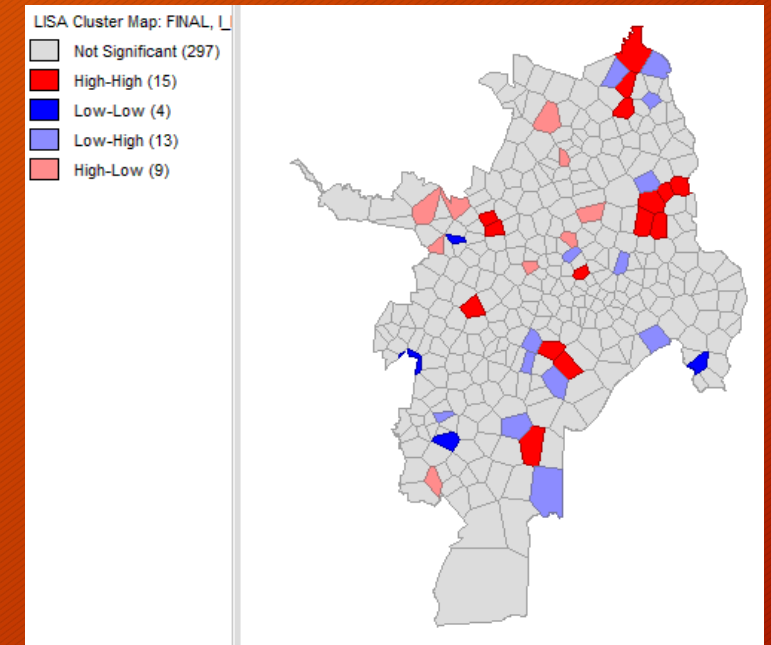 LISA Cluster Map: FINAL, I_
Not Significant (297)
High-High (15)
Low-Low (4)
Low-High (13)
High-Low (9)